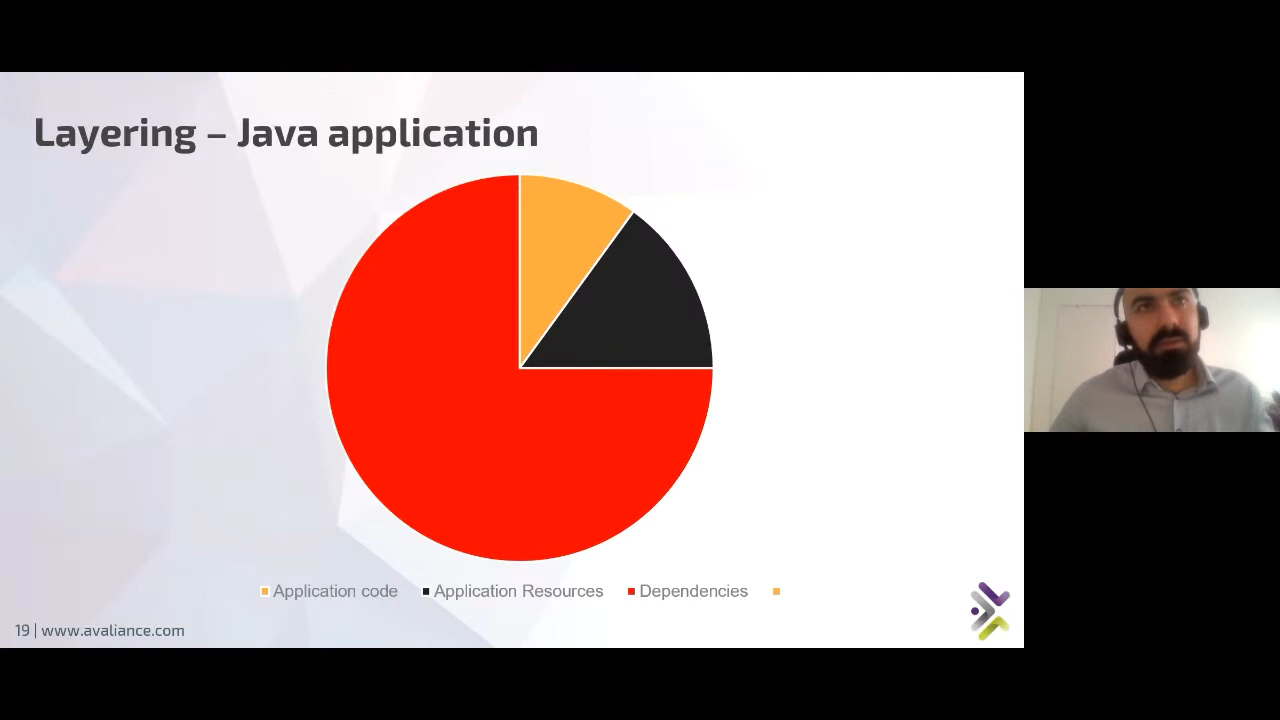 Layering – Java application
Application code Application Resources Dependencies
19 | www.avaliance.com